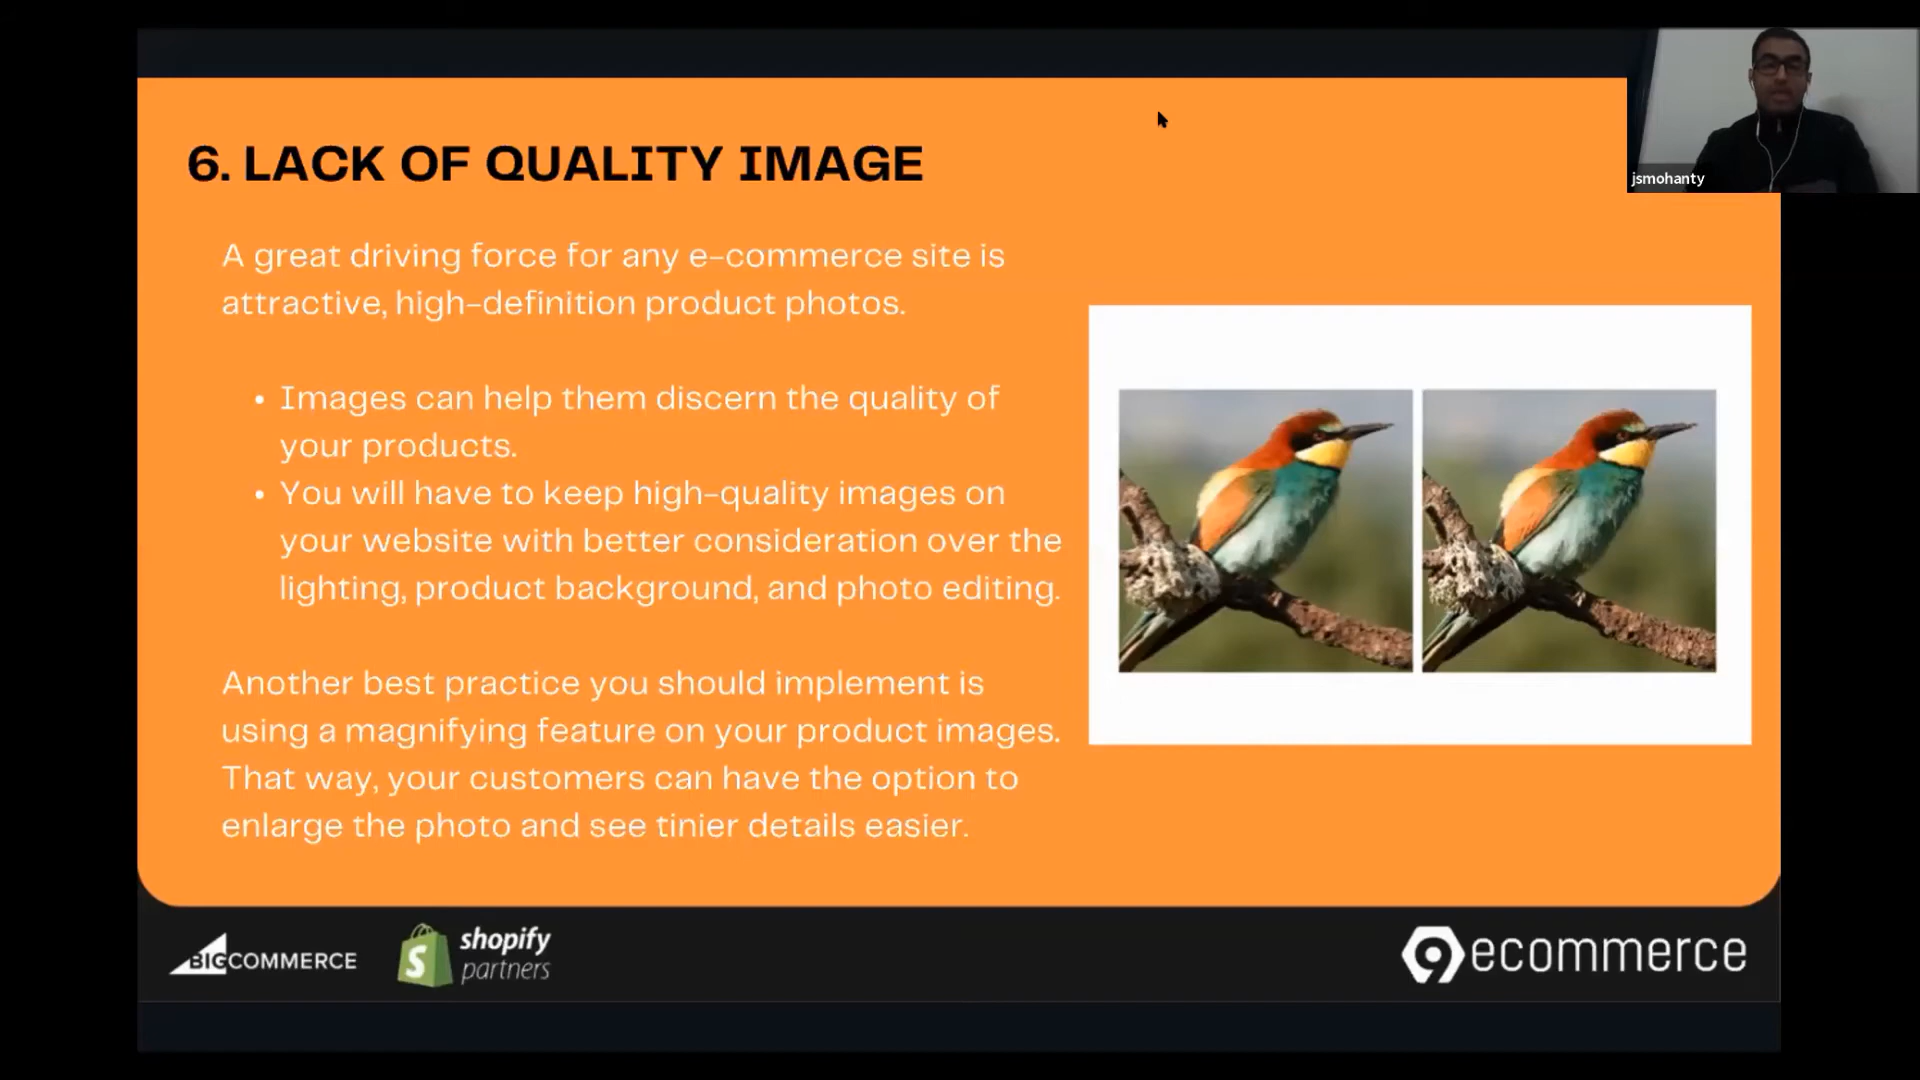 6. LACK OF QUALITY IMAGE
jsmohanty
A great driving force for any e-commerce site is
attractive, high-definition product photos.
• Images can help them discern the quality of
your products.
• You will have to keep high-quality images on
your website with better consideration over the
lighting, product background, and photo editing.
Another best practice you should implement is
using a magnifying feature on your product images.
That way, your customers can have the option to
enlarge the photo and see tinier details easier.
BIGCOMMERCE
shopify
partners
9ecommerce